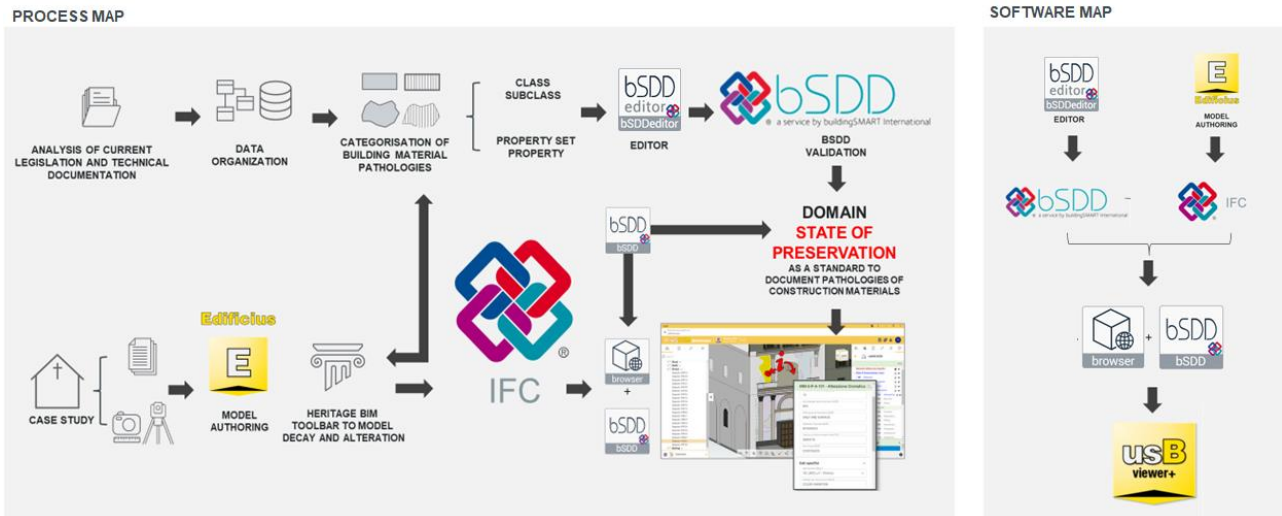 PROCESS MAP
SOFTWARE MAP
CLASS
SUBCLASS
PROPERTY SET
PROPERTY
bSDD
editor
bSDDeditor
EDITOR
bSDD
® a service by buildingSMART International
BSDD
VALIDATION
ANALYSIS OF CURRENT
LEGISLATION AND TECHNICAL
DOCUMENTATION
DATA
ORGANIZATION
CATEGORISATION OF
BUILDING MATERIAL
PATHOLOGIES
bSDD
bSDD
DOMAIN
STATE OF
PRESERVATION
AS A STANDARD TO
DOCUMENT PATHOLOGIES OF
CONSTRUCTION MATERIALS
CASE STUDY
Edificius
E
MODEL
AUTHORING
HERITAGE BIM
TOOLBAR TO MODEL
DECAY AND ALTERATION
®
IFC
browser
+
bSDD
bSDD
bSDD
editor
bSDDeditor
EDITOR
E
Edificius
MODEL
AUTHORING
bSDD
® a service by buildingSMART International
-
IFC
browser
+
bSDD
bSDD
usB
viewer+